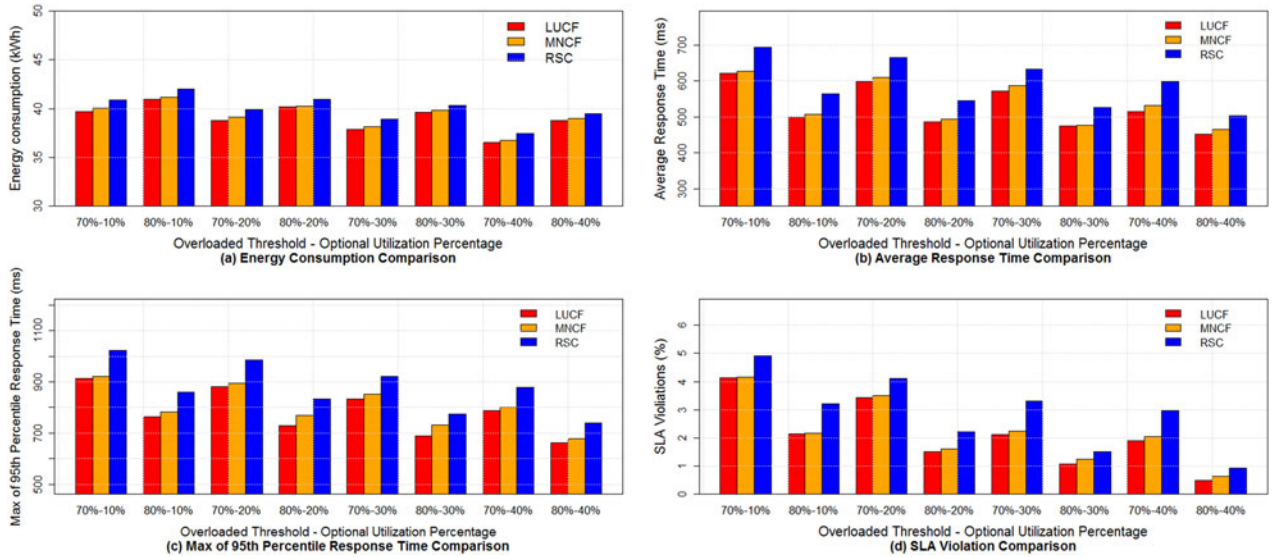 Energy consumption (kWh)
50
45
40
35
30
LUCF
MNCF
RSC
70%-10% 80%-10% 70%-20% 80%-20% 70%-30% 80%-30% 70%-40% 80%-40%
Overloaded Threshold - Optional Utilization Percentage
(a) Energy Consumption Comparison
Average Response Time (ms)
700
600
500
400
300
LUCF
MNCF
RSC
70%-10% 80%-10% 70%-20% 80%-20% 70%-30% 80%-30% 70%-40% 80%-40%
Overloaded Threshold - Optional Utilization Percentage
(b) Average Response Time Comparison
Max of 95th Percentile Response Time (ms)
1100
900
700
500
LUCF
MNCF
RSC
70%-10% 80%-10% 70%-20% 80%-20% 70%-30% 80%-30% 70%-40% 80%-40%
Overloaded Threshold - Optional Utilization Percentage
(c) Max of 95th Percentile Response Time Comparison
SLA Violiations (%)
6
5
4
3
2
1
0
LUCF
MNCF
RSC
70%-10% 80%-10% 70%-20% 80%-20% 70%-30% 80%-30% 70%-40% 80%-40%
Overloaded Threshold - Optional Utilization Percentage
(d) SLA Violation Comparison